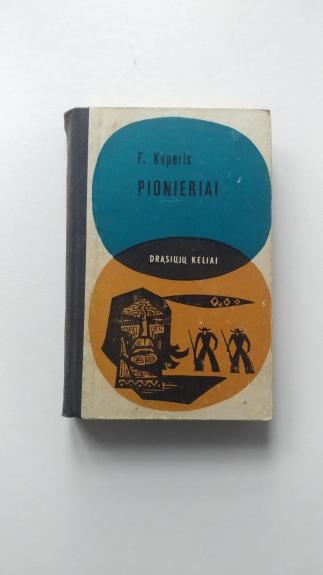 F. Kuperis
PIONIERIAI
DRĄSIŲJŲ KELIAI